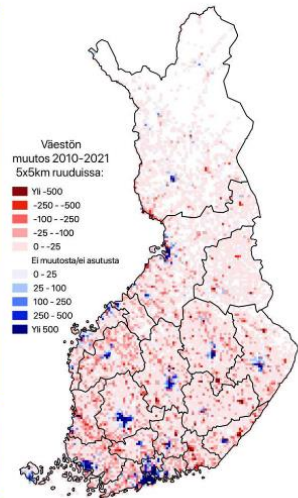 Väestön
muutos 2010-2021
5x5km ruuduissa:
Yli -500
-250 - -500
-100 - -250
-25 - -100
0 - -25
Ei muutosta/ei asutusta
0 - 25
25 - 100
100 - 250
250 - 500
Yli 500